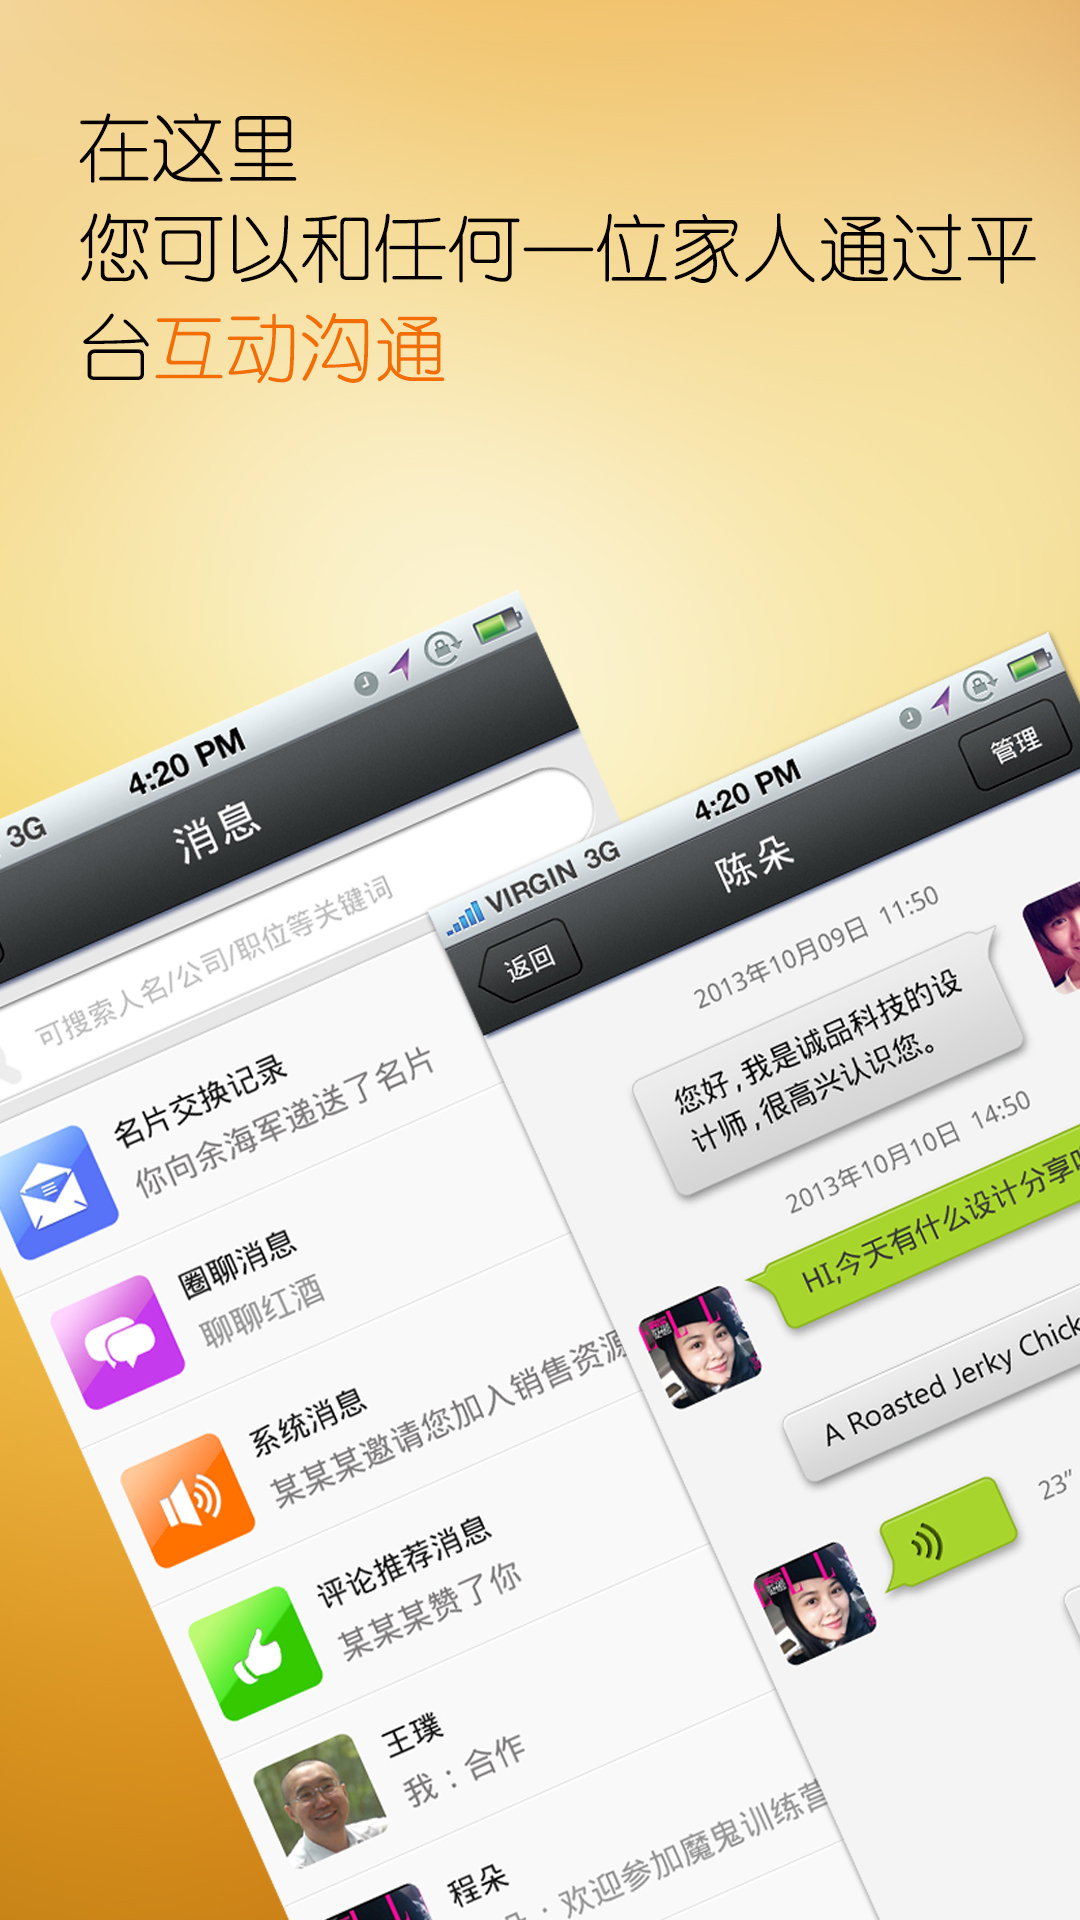 在这里
您可以和任何一位家人通过平
台互动沟通
3G
4:20 PM
消息
可搜索人名/公司/职位等关键词
名片交换记录
你向余海军递送了名片
圈聊消息
聊聊红酒
系统消息
某某某邀请您加入销售资源
评论推荐消息
某某某赞了你
王璞
我：合作
程朵
欢迎参加魔鬼训练营
VIRGIN 3G
4:20 PM
返回
陈朵
管理
2013年10月09日 11:50
您好，我是诚品科技的设
计师，很高兴认识您。
2013年10月10日 14:50
HI,今天有什么设计分享
A Roasted Jerky Chick
23”